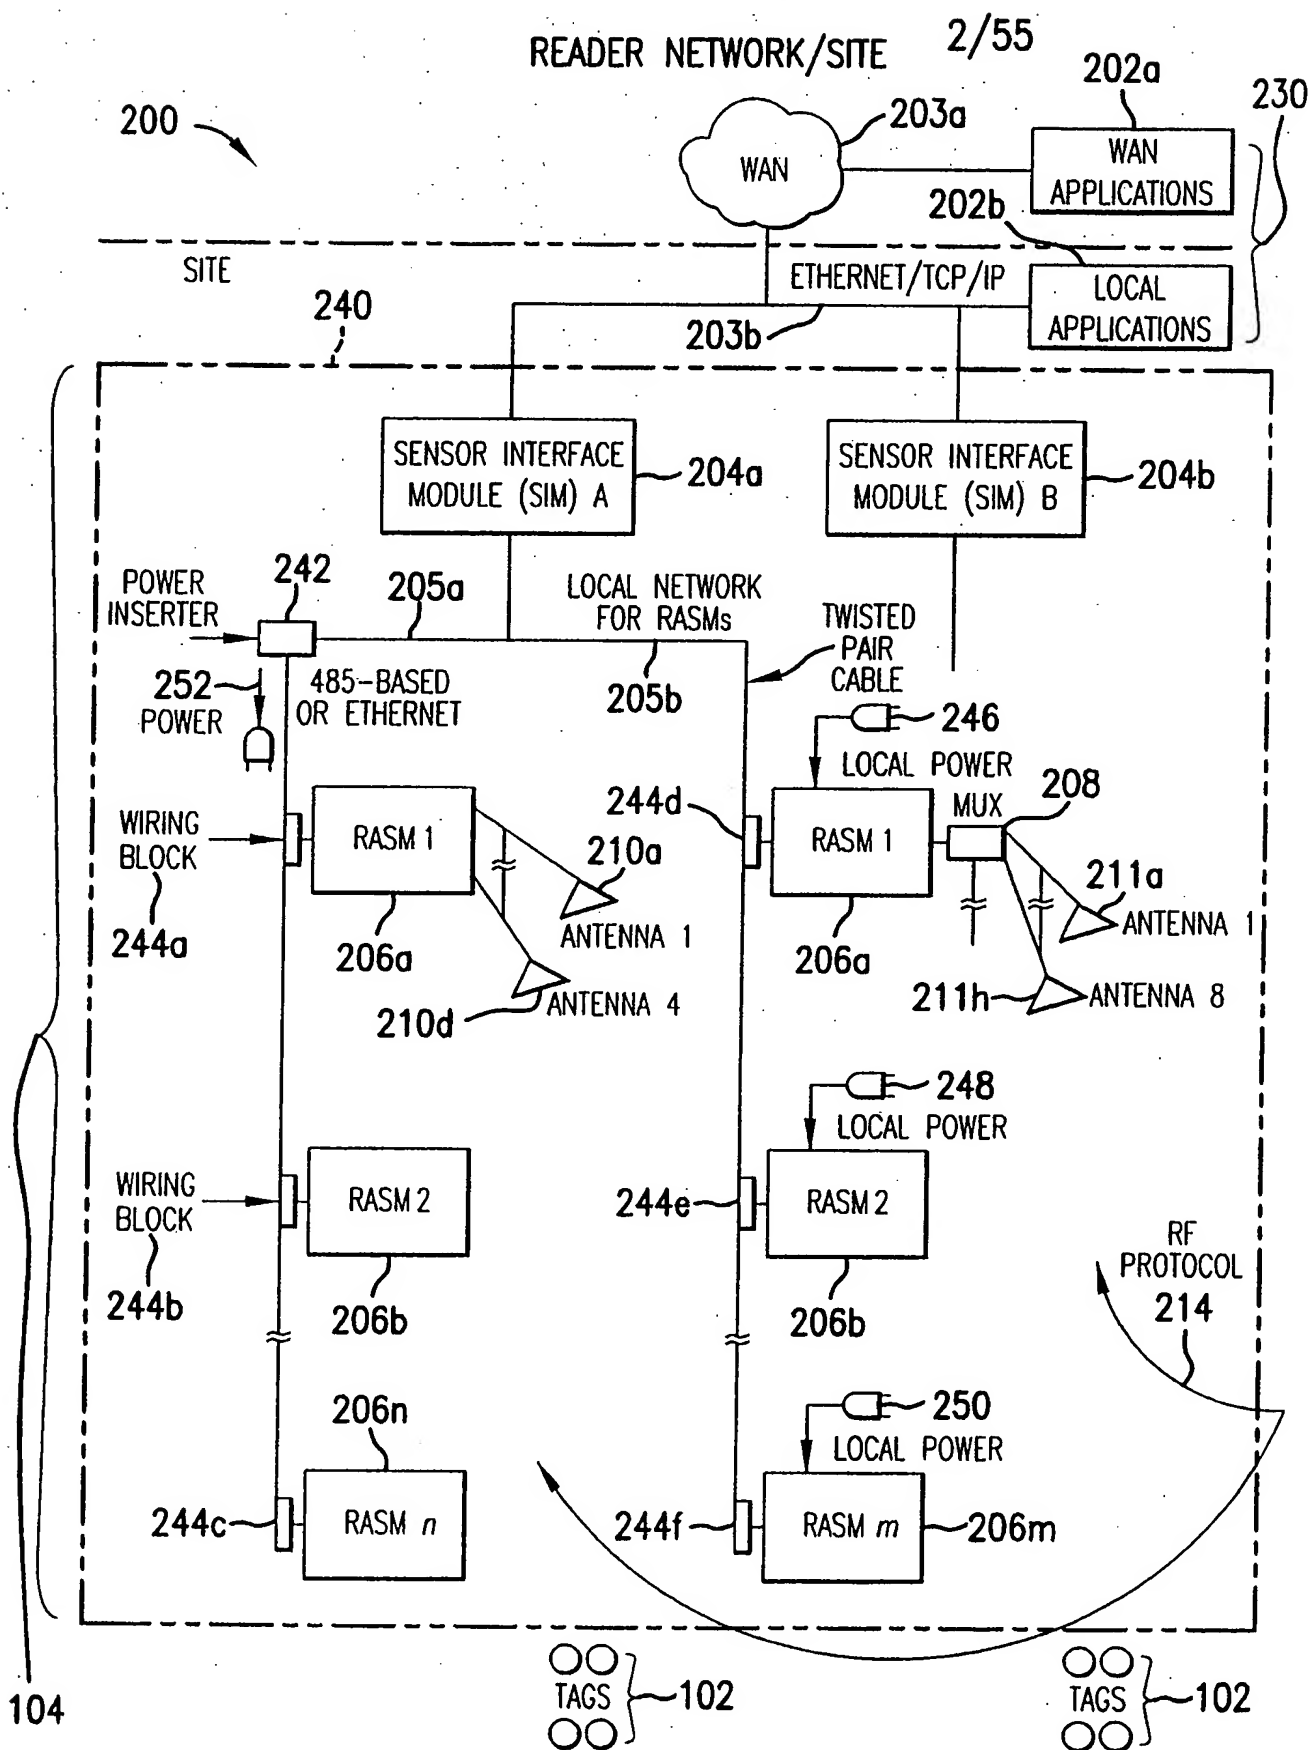 READER NETWORK/SITE
2/55
202a
230
200
203a
WAN
WAN
APPLICATIONS
202b
SITE
ETHERNET/TCP/IP
LOCAL
APPLICATIONS
240
203b
SENSOR INTERFACE
MODULE (SIM) A
204a
SENSOR INTERFACE
MODULE (SIM) B
204b
POWER
INSERTER
242
205a
LOCAL NETWORK
FOR RASMs
TWISTED
PAIR
CABLE
252
POWER
485-BASED
OR ETHERNET
205b
246
LOCAL POWER
244d
MUX
208
WIRING
BLOCK
RASM 1
210a
RASM 1
211a
244a
206a
ANTENNA 1
206a
ANTENNA 1
210d
ANTENNA 4
211h
ANTENNA 8
248
LOCAL POWER
WIRING
BLOCK
RASM 2
244e
RASM 2
RF
PROTOCOL
214
244b
206b
206b
206n
250
LOCAL POWER
244c
RASM n
244f
RASM m
206m
104
TAGS
102
TAGS
102